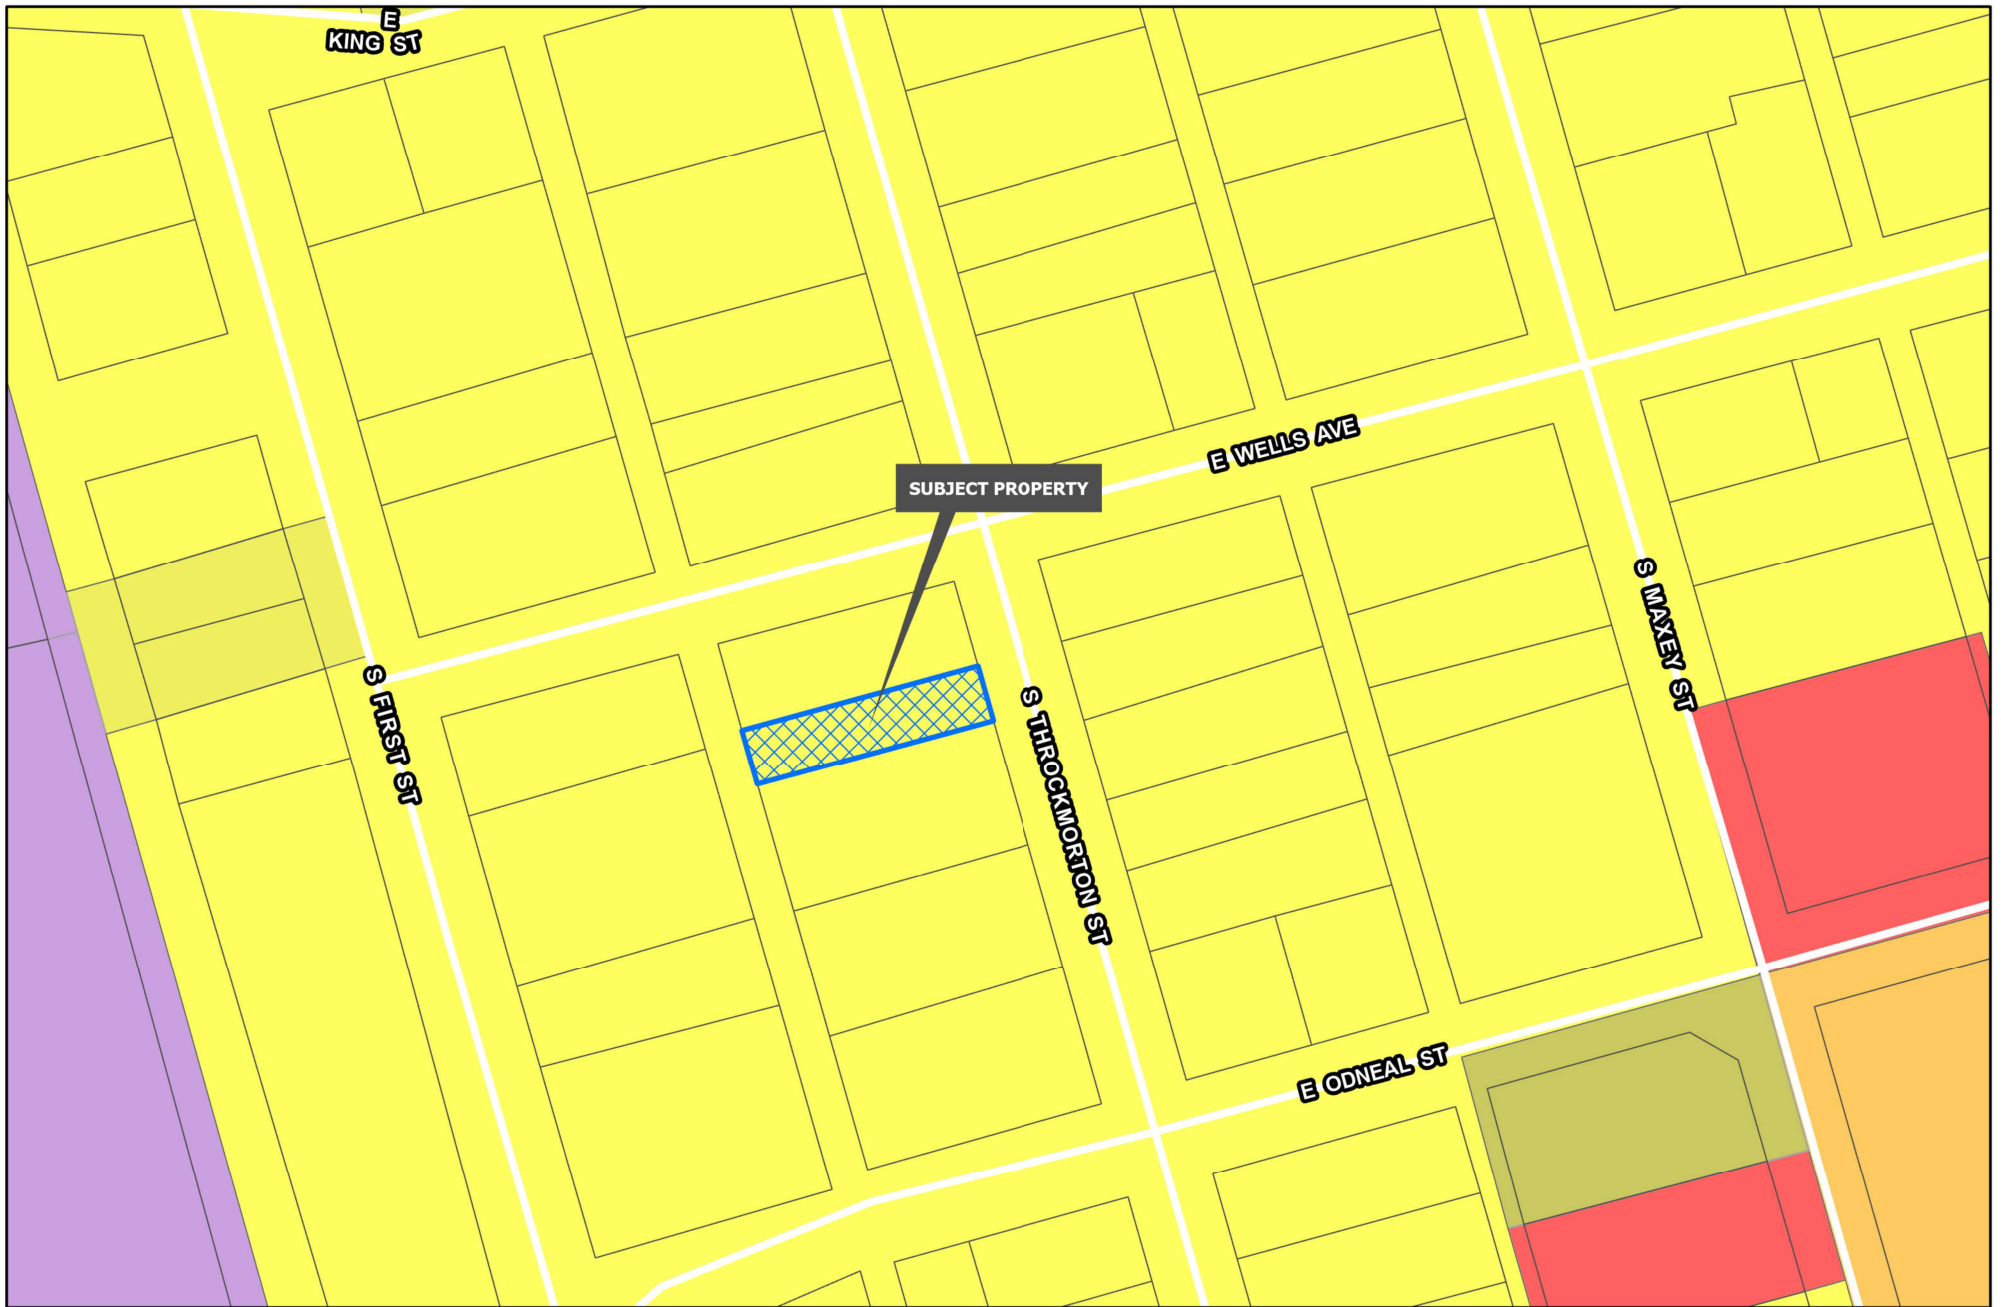 E
KING ST
E WELLS AVE
SUBJECT PROPERTY
S MAXEY ST
S FIRST ST
S THROCKMORTON ST
E ODNEAL ST